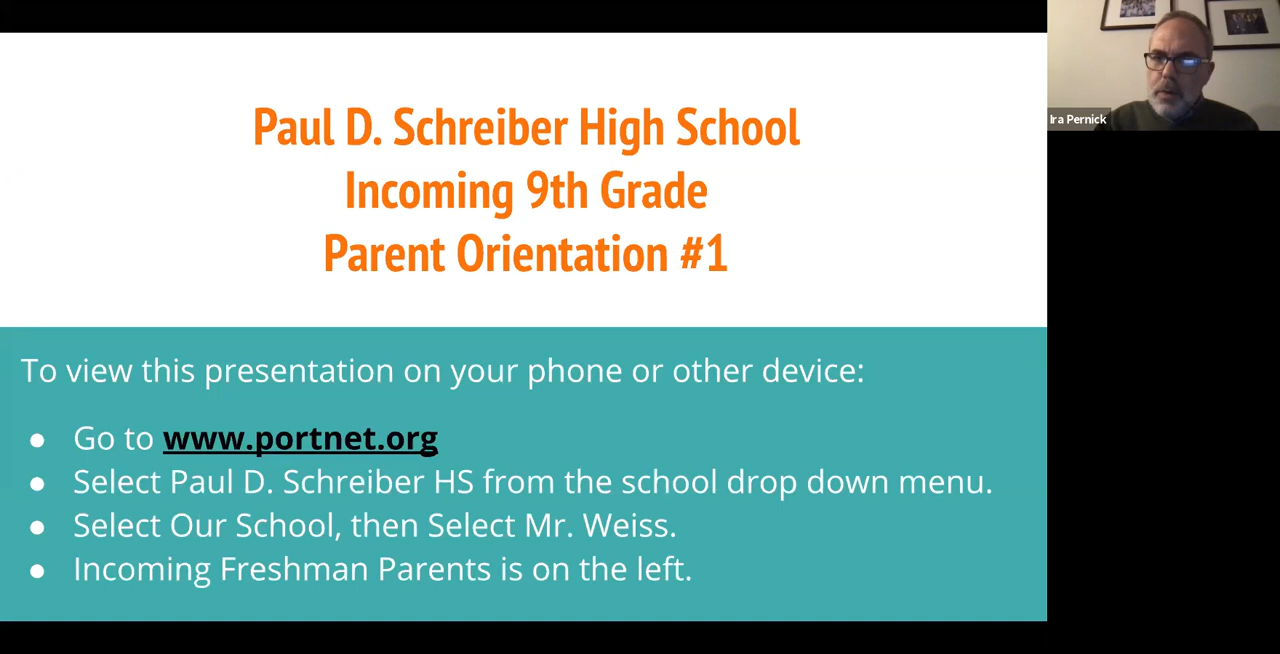 Paul D. Schreiber High School
Incoming 9th Grade
Parent Orientation #1
Ira Pernick
To view this presentation on your phone or other device:
● Go to www.portnet.org
● Select Paul D. Schreiber HS from the school drop down menu.
● Select Our School, then Select Mr. Weiss.
● Incoming Freshman Parents is on the left.